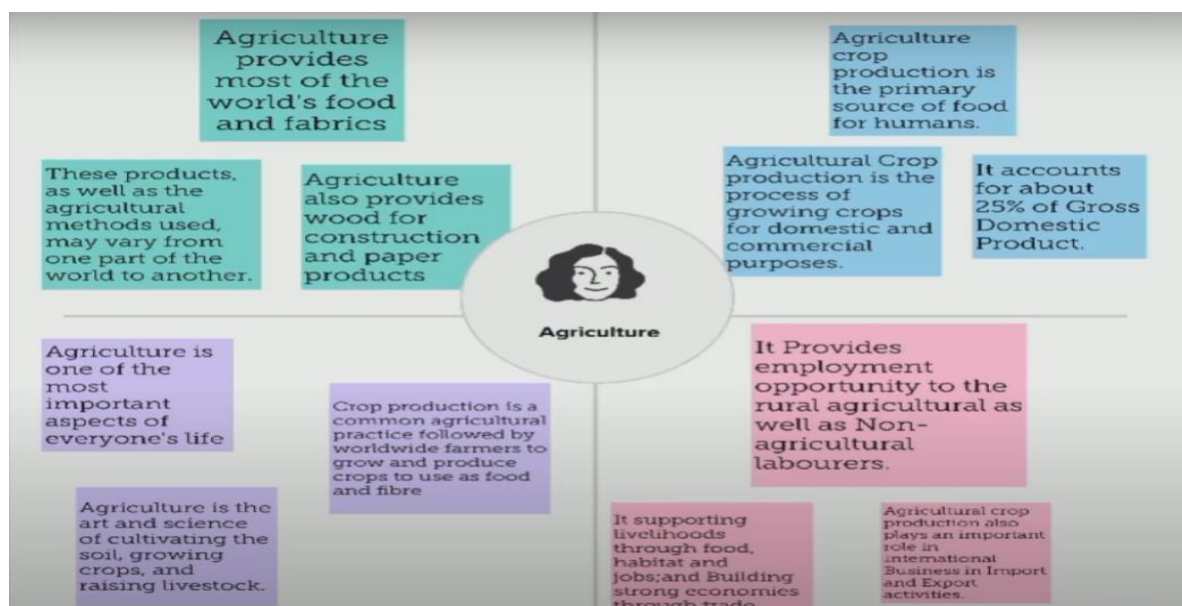 Agriculture
provides
most of the
world's food
and fabrics
These products,
as well as the
agricultural
methods used,
may vary from
one part of the
world to another.
Agriculture
also provides
wood for
construction
and paper
products
Agriculture
crop
production is
the primary
source of food
for humans.
Agricultural Crop
production is the
process of
growing crops
for domestic and
commercial
purposes.
It accounts
for about
25% of Gross
Domestic
Product.
Agriculture
Agriculture is
one of the
most
important
aspects of
everyone's life
Crop production is a
common agricultural
practice followed by
worldwide farmers to
grow and produce
crops to use as food
and fibre
Agriculture is the
art and science
of cultivating the
soil, growing
crops, and
raising livestock.
It Provides
employment
opportunity to the
rural agricultural as
well as Non-
agricultural
labourers.
It supporting
livelihoods
through food,
habitat and
jobs;and Building
strong economies
through trade
Agricultural crop
production also
plays an important
role in
International
Business in Import
and Export
activities.